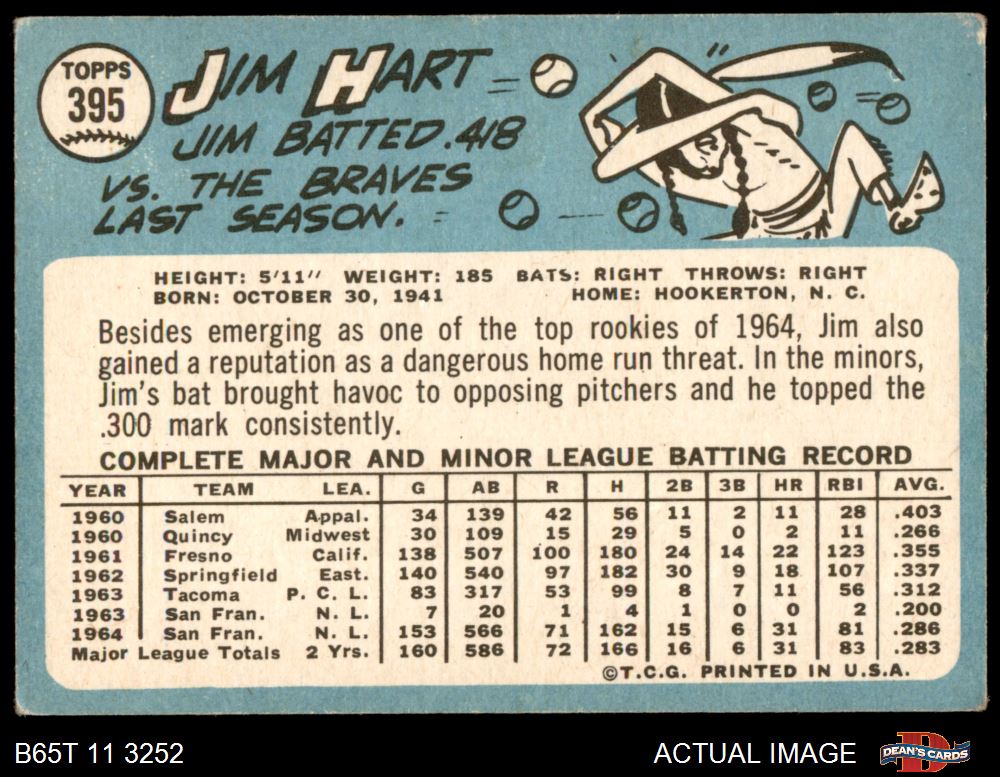 TOPPS
395
JIM HART
JIM BATTED .418
VS. THE BRAVES
LAST SEASON.
HEIGHT: 5'11" WEIGHT: 185 BATS: RIGHT THROWS: RIGHT
BORN: OCTOBER 30, 1941 HOME: HOOKERTON, N. C.
Besides emerging as one of the top rookies of 1964, Jim also
gained a reputation as a dangerous home run threat. In the minors,
Jim's bat brought havoc to opposing pitchers and he topped the
.300 mark consistently.
COMPLETE MAJOR AND MINOR LEAGUE BATTING RECORD
YEAR TEAM LEA. G AB R H 2B 3B HR RBI AVG.
1960 Salem Appal. 34 139 42 56 11 2 11 28 .403
1960 Quincy Midwest 30 109 15 29 5 0 2 11 .266
1961 Fresno Calif. 138 507 100 180 24 14 22 123 .355
1962 Springfield East. 140 540 97 182 30 9 18 107 .337
1963 Tacoma P. C. L. 83 317 53 99 8 7 11 56 .312
1963 San Fran. N. L. 7 20 1 4 1 0 0 2 .200
1964 San Fran. N. L. 153 566 71 162 15 6 31 81 .286
Major League Totals 2 Yrs. 160 586 72 166 16 6 31 83 .283
©T.C.G. PRINTED IN U.S.A.
B65T 11 3252 ACTUAL IMAGE DEAN'S CARDS